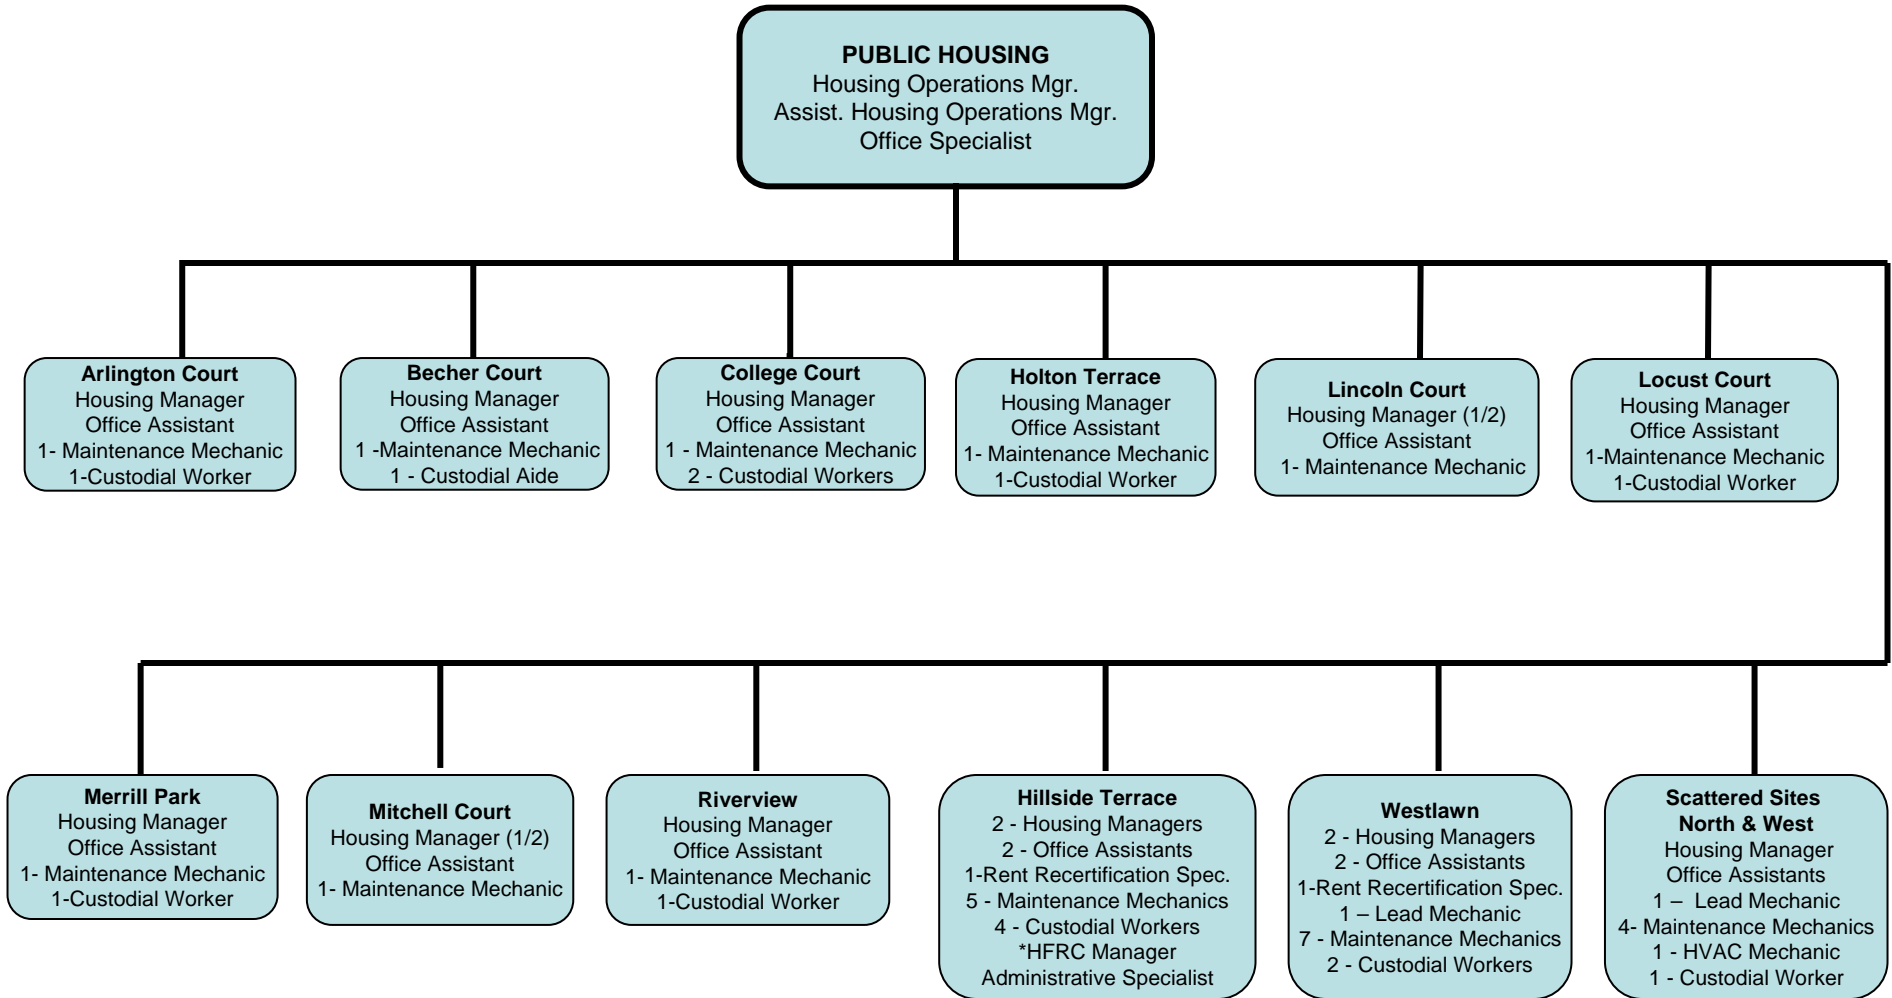 PUBLIC HOUSING
Housing Operations Mgr.
Assist. Housing Operations Mgr.
Office Specialist
Arlington Court
Housing Manager
Office Assistant
1- Maintenance Mechanic
1-Custodial Worker
Becher Court
Housing Manager
Office Assistant
1 -Maintenance Mechanic
1 - Custodial Aide
College Court
Housing Manager
Office Assistant
1 - Maintenance Mechanic
2 - Custodial Workers
Holton Terrace
Housing Manager
Office Assistant
1- Maintenance Mechanic
1-Custodial Worker
Lincoln Court
Housing Manager (1/2)
Office Assistant
1- Maintenance Mechanic
Locust Court
Housing Manager
Office Assistant
1-Maintenance Mechanic
1-Custodial Worker
Merrill Park
Housing Manager
Office Assistant
1- Maintenance Mechanic
1-Custodial Worker
Mitchell Court
Housing Manager (1/2)
Office Assistant
1- Maintenance Mechanic
Riverview
Housing Manager
Office Assistant
1- Maintenance Mechanic
1-Custodial Worker
Hillside Terrace
2 - Housing Managers
2 - Office Assistants
1-Rent Recertification Spec.
5 - Maintenance Mechanics
4 - Custodial Workers
*HFRC Manager
Administrative Specialist
Westlawn
2 - Housing Managers
2 - Office Assistants
1-Rent Recertification Spec.
1 – Lead Mechanic
7 - Maintenance Mechanics
2 - Custodial Workers
Scattered Sites
North & West
Housing Manager
Office Assistants
1 –  Lead Mechanic
4- Maintenance Mechanics
1 - HVAC Mechanic
1 - Custodial Worker